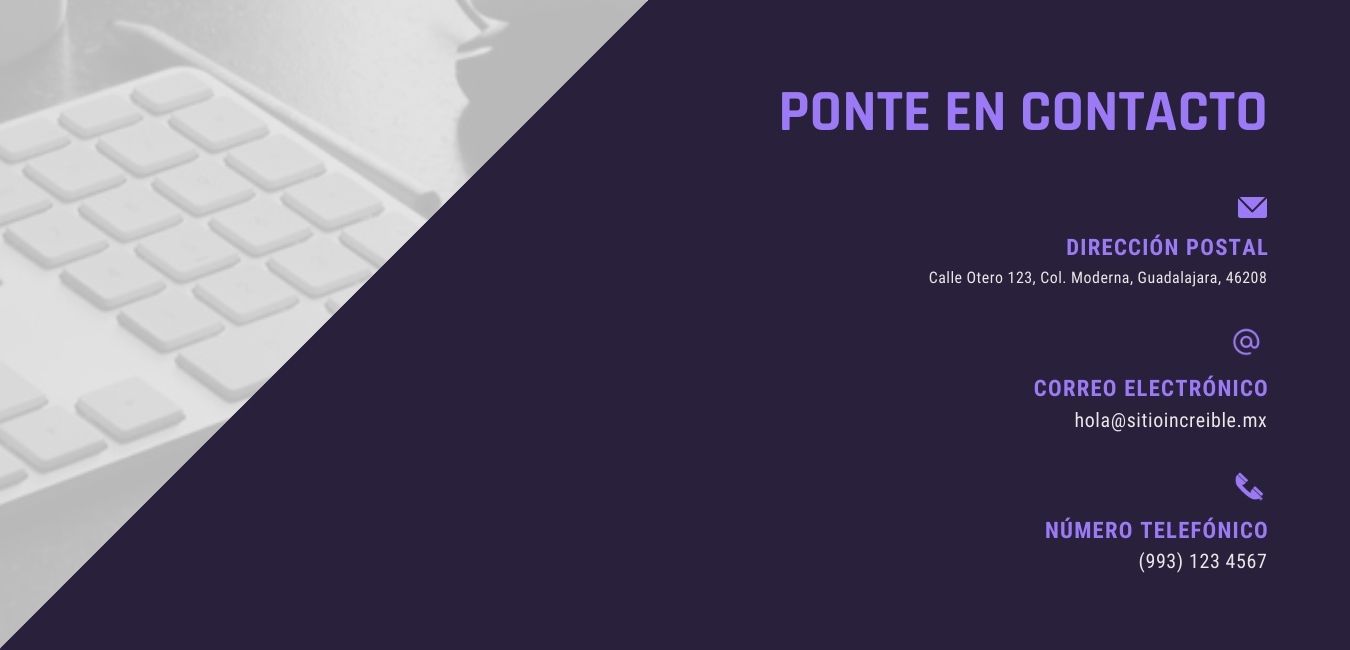 PONTE EN CONTACTO
DIRECCIÓN POSTAL
Calle Otero 123, Col. Moderna, Guadalajara, 46208
CORREO ELECTRÓNICO
hola@sitioincreible.mx
NÚMERO TELEFÓNICO
(993) 123 4567